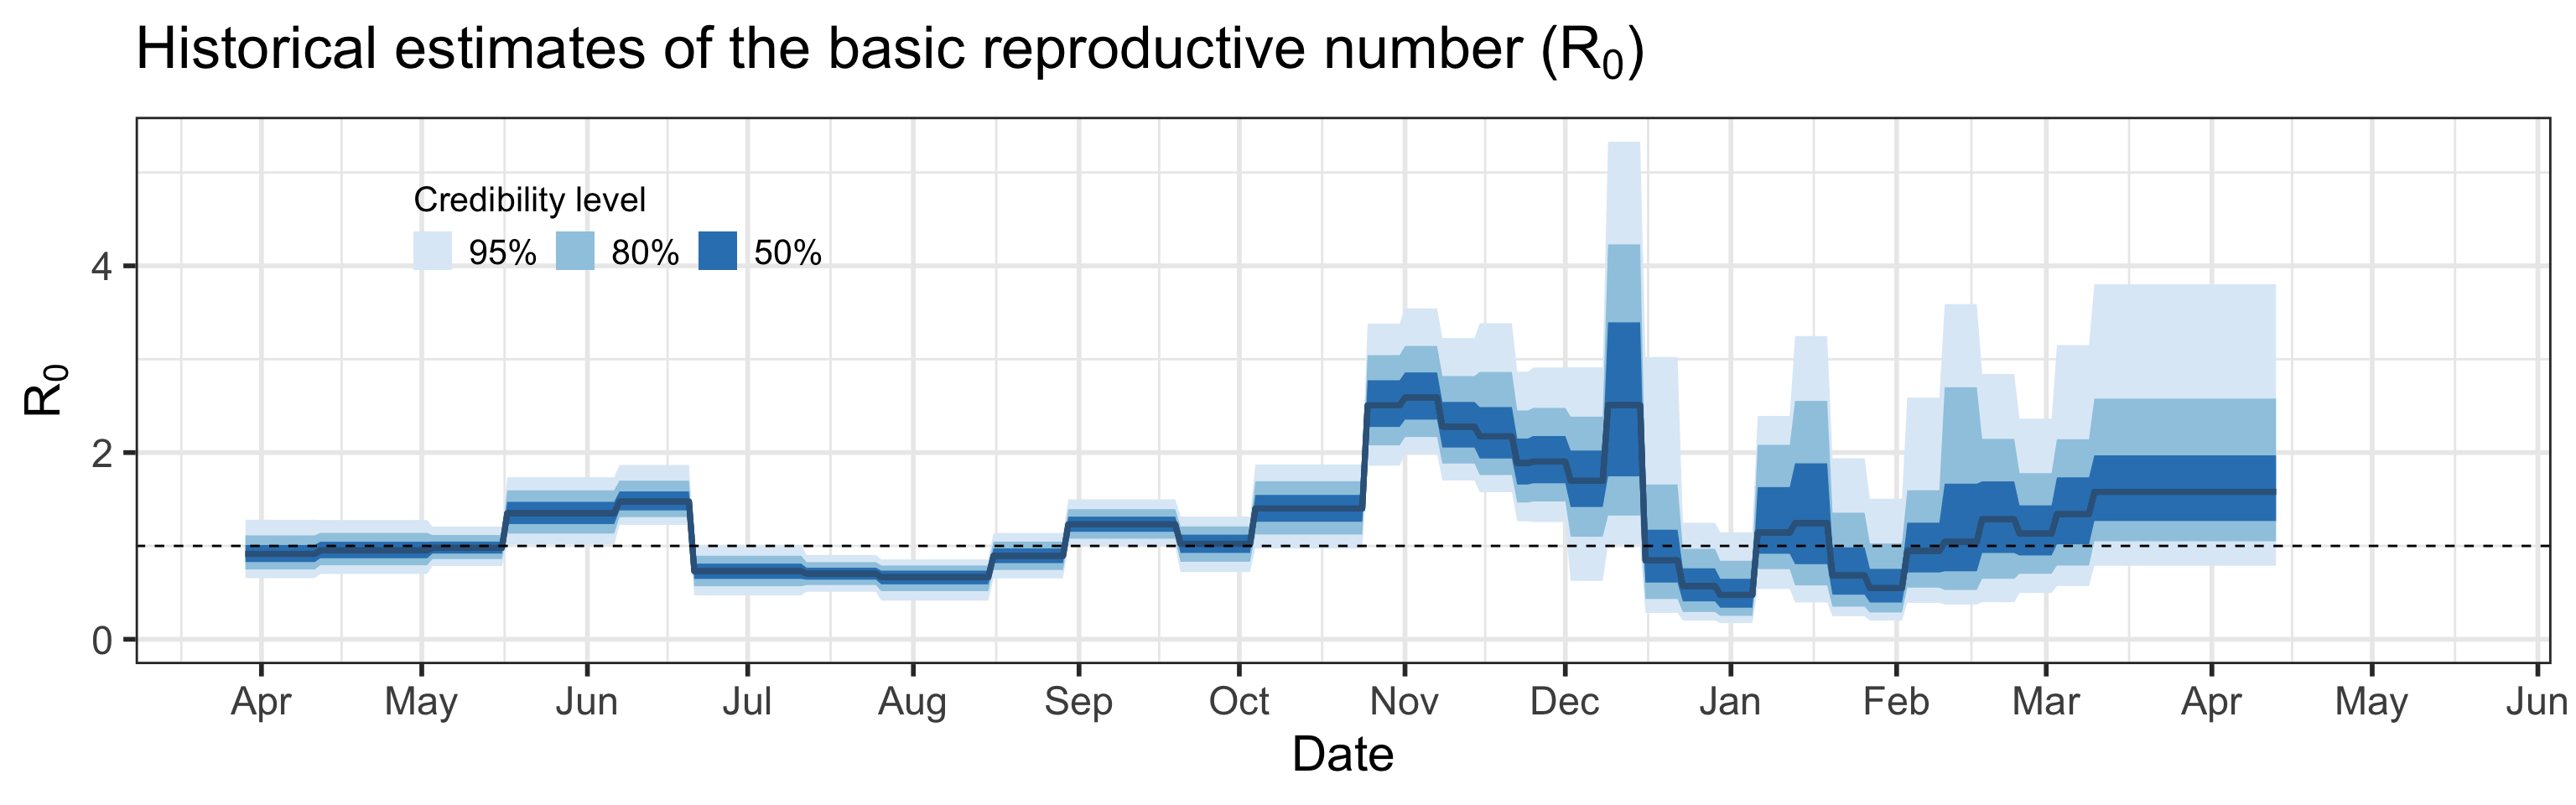 Historical estimates of the basic reproductive number (R₀)
Credibility level
95% 80% 50%
4
2
0
R₀
Apr May Jun Jul Aug Sep Oct Nov Dec Jan Feb Mar Apr May Jun
Date